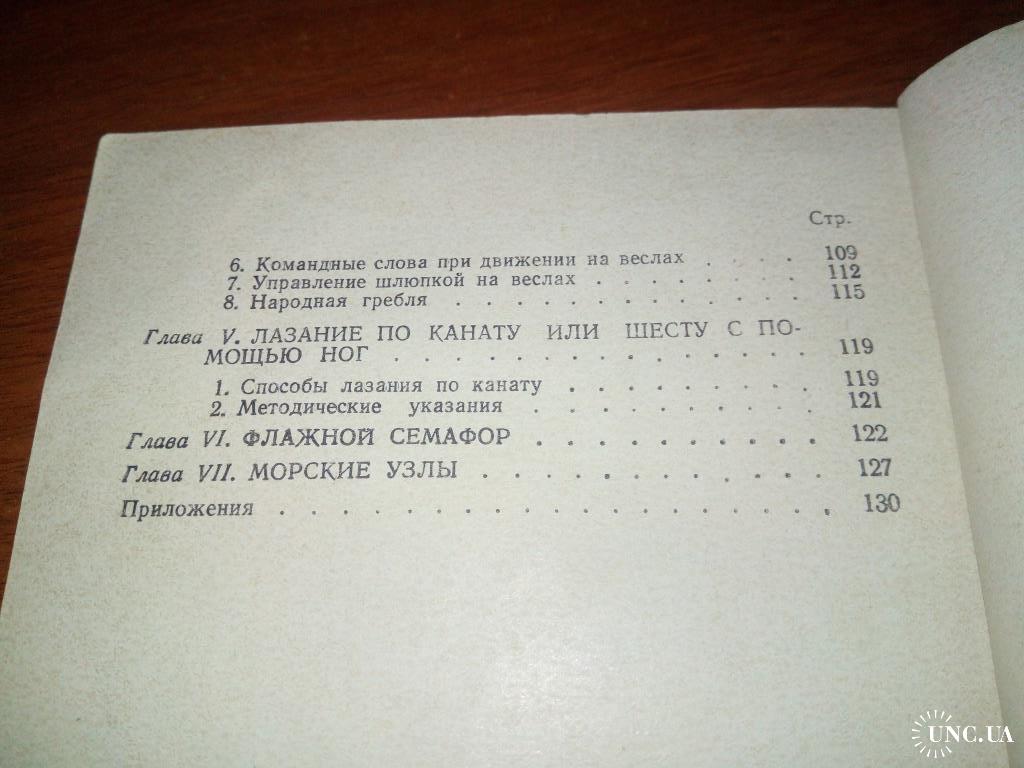 Стр.
6. Командные слова при движении на веслах . . . . 109
7. Управление шлюпкой на веслах . . . . . . . . . 112
8. Народная гребля . . . . . . . . . . . . . . 115
Глава V. ЛАЗАНИЕ ПО КАНАТУ ИЛИ ШЕСТУ С ПО-
МОЩЬЮ НОГ . . . . . . . . . . . . . . . 119
1. Способы лазания по канату . . . . . . . . . 119
2. Методические указания . . . . . . . . . . 121
Глава VI. ФЛАЖНОЙ СЕМАФОР . . . . . . . . . . . 122
Глава VII. МОРСКИЕ УЗЛЫ . . . . . . . . . . . . . 127
Приложения . . . . . . . . . . . . . . . . . . . 130
UNC.UA